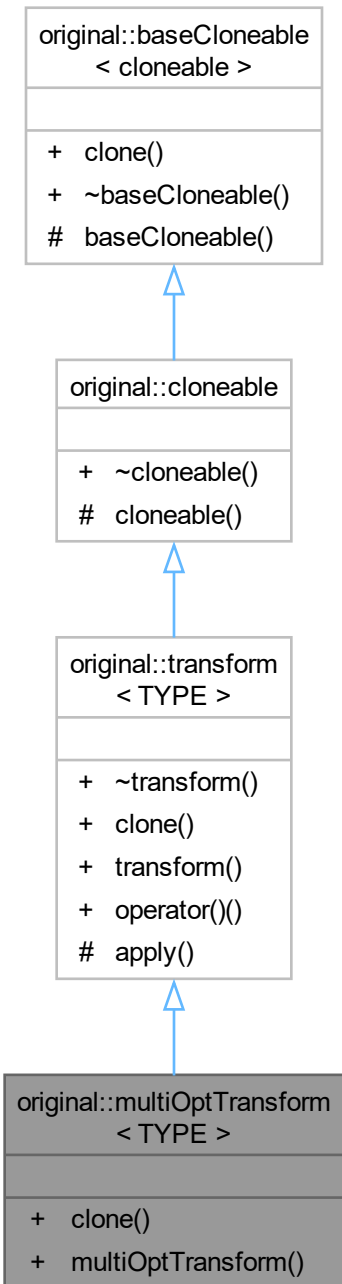 original::baseCloneable
< cloneable >
+ clone()
+ ~baseCloneable()
# baseCloneable()
original::cloneable
+ ~cloneable()
# cloneable()
original::transform
< TYPE >
+ ~transform()
+ clone()
+ transform()
+ operator()()
# apply()
original::multiOptTransform
< TYPE >
+ clone()
+ multiOptTransform()